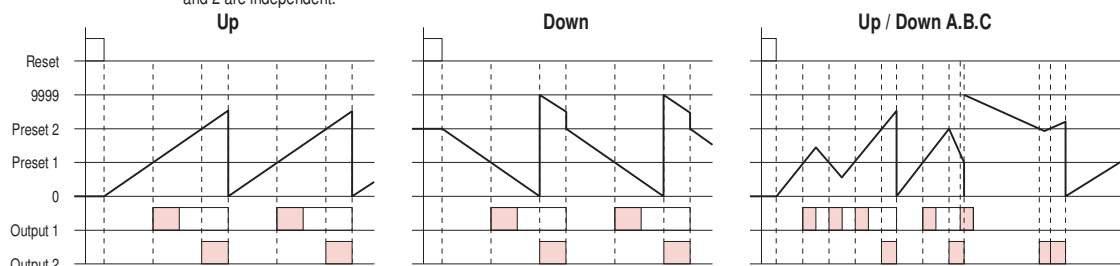 and 2 are independent.
Up
Down
Up / Down A.B.C
Reset
9999
Preset 2
Preset 1
0
Output 1
Output 2